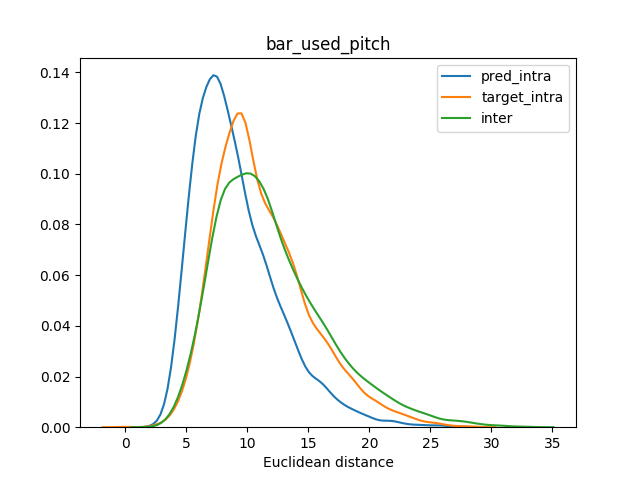 bar_used_pitch
pred_intra
target_intra
inter
0.14
0.12
0.10
0.08
0.06
0.04
0.02
0.00
0 5 10 15 20 25 30 35
Euclidean distance